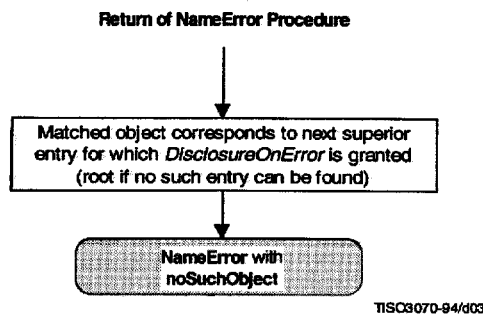 Return of NameError Procedure
Matched object corresponds to next superior
entry for which DisclosureOnError is granted
(root if no such entry can be found)
NameError with
noSuchObject
TISO3070-94/d03